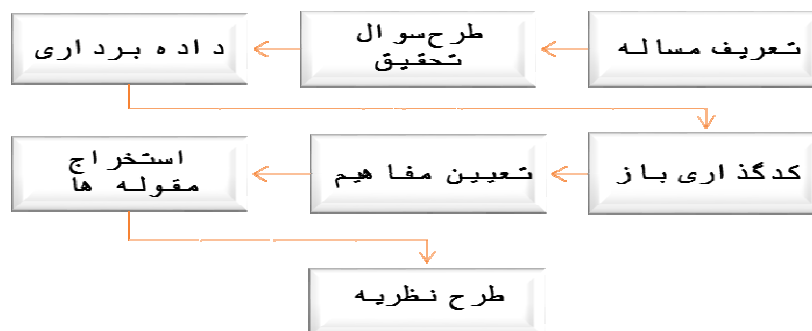 تعریف مساله
طرح سوال
تحقیق
داده برداری
کدگذاری باز
تعیین مفاهیم
استخراج
مقوله ها
طرح نظریه